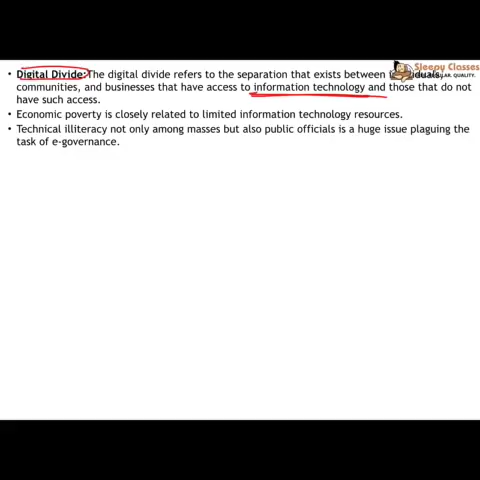 • Digital Divide: The digital divide refers to the separation that exists between
communities, and businesses that have access to information technology and those that do not
have such access.
• Economic poverty is closely related to limited information technology resources.
• Technical illiteracy not only among masses but also public officials is a huge issue plaguing the
task of e-governance.
Sleepy Classes